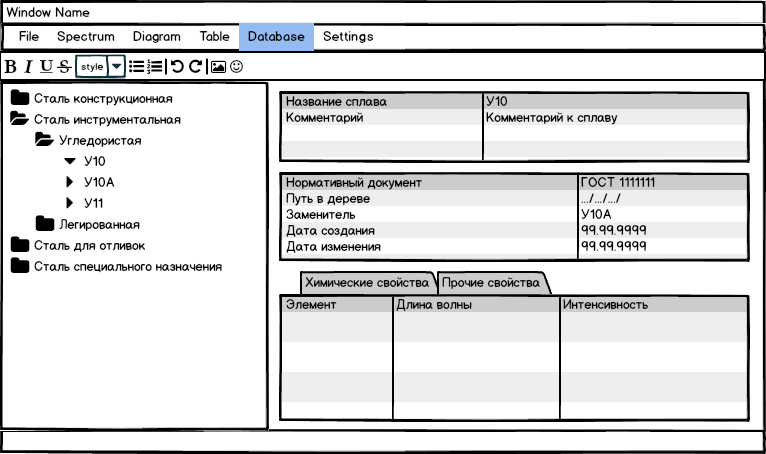 Window Name
File Spectrum Diagram Table Database Settings
B I U S style
Сталь конструкционная
Сталь инструментальная
Угледористая
У10
У10А
У11
Легированная
Сталь для отливок
Сталь специального назначения
Название сплава У10
Комментарий Комментарий к сплаву
Нормативный документ ГОСТ 1111111
Путь в дереве .../.../.../
Заменитель У10А
Дата создания 99.99.9999
Дата изменения 99.99.9999
Химические свойства Прочие свойства
Элемент Длина волны Интенсивность